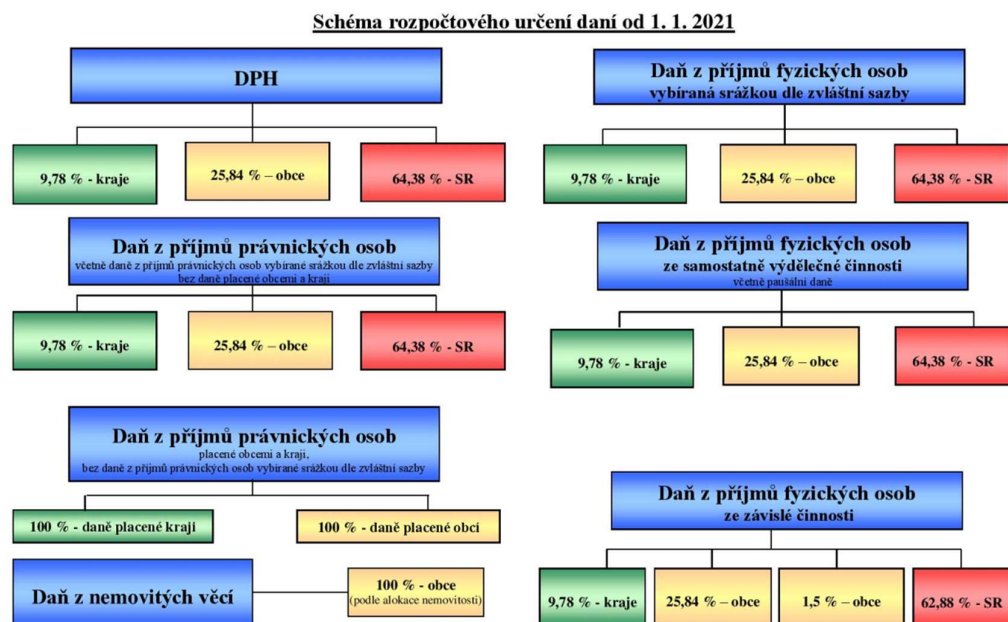 Schéma rozpočtového určení daní od 1. 1. 2021
DPH
9,78 % - kraje
25,84 % – obce
64,38 % - SR
Daň z příjmů fyzických osob
vybíraná srážkou dle zvláštní sazby
9,78 % - kraje
25,84 % – obce
64,38 % - SR
Daň z příjmů právnických osob
včetně daně z příjmů právnických osob vybírané srážkou dle zvláštní sazby
bez daně placené obcemi a kraji
9,78 % - kraje
25,84 % – obce
64,38 % - SR
Daň z příjmů fyzických osob
ze samostatně výdělečné činnosti
včetně paušální daně
9,78 % - kraje
25,84 % – obce
64,38 % - SR
Daň z příjmů právnických osob
placené obcemi a kraji,
bez daně z příjmů právnických osob vybírané srážkou dle zvláštní sazby
100 % - daně placené kraji
100 % - daně placené obcí
Daň z nemovitých věcí
100 % - obce
(podle alokace nemovitosti)
Daň z příjmů fyzických osob
ze závislé činnosti
9,78 % - kraje
25,84 % – obce
1,5 % – obce
62,88 % - SR